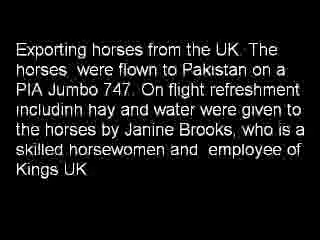 Exporting horses from the UK. The
horses  were flown to Pakistan on a
PIA Jumbo 747. On flight refreshment
includinh hay and water were given to
the horses by Janine Brooks, who is a
skilled horsewomen and  employee of
Kings UK